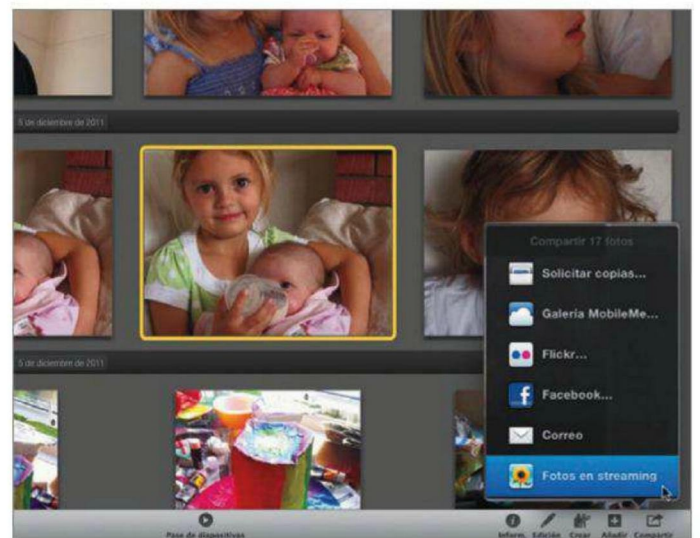 5 de diciembre de 2011
Compartir 17 fotos
Solicitar copias...
Galería MobileMe...
Flickr...
Facebook...
Correo
Fotos en streaming
5 de diciembre de 2011
Pase de diapositivas
Inform. Edición Crear Añadir Compartir